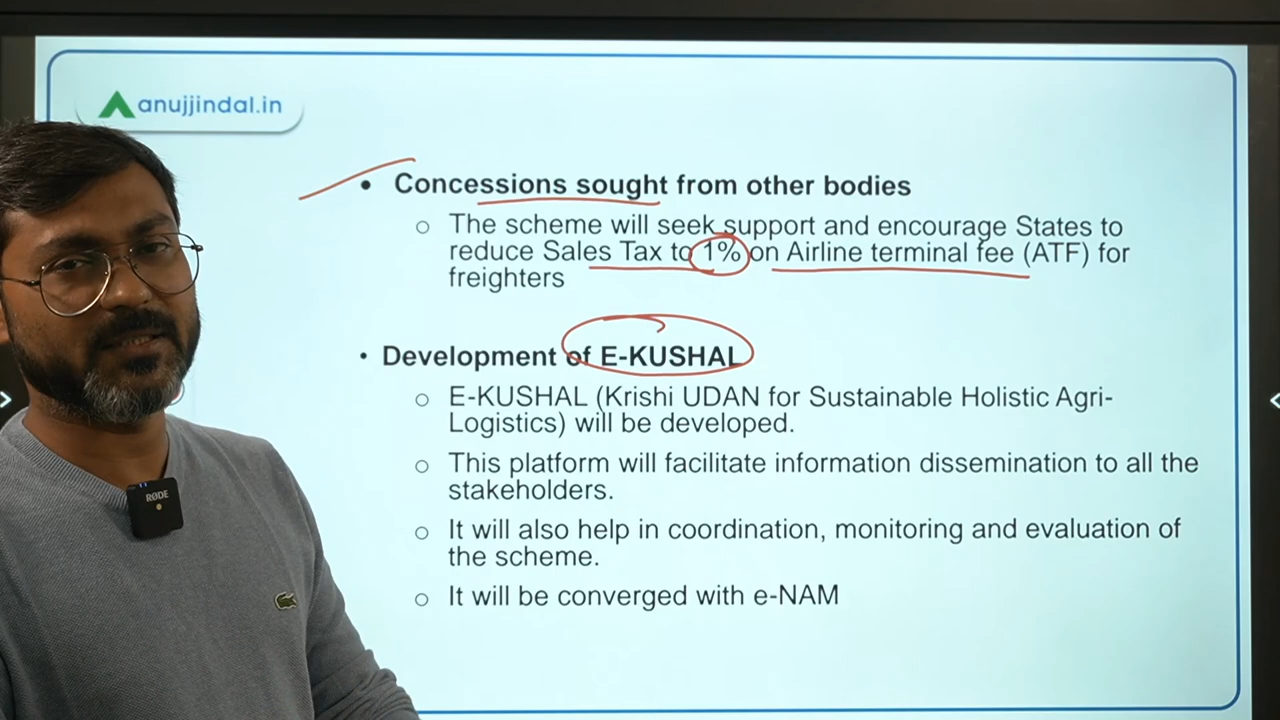 anujjindal.in
• Concessions sought from other bodies
o The scheme will seek support and encourage States to
reduce Sales Tax to 1% on Airline terminal fee (ATF) for
freighters
• Development of E-KUSHAL
o E-KUSHAL (Krishi UDAN for Sustainable Holistic Agri-
Logistics) will be developed.
o This platform will facilitate information dissemination to all the
stakeholders.
o It will also help in coordination, monitoring and evaluation of
the scheme.
o It will be converged with e-NAM
RØDE